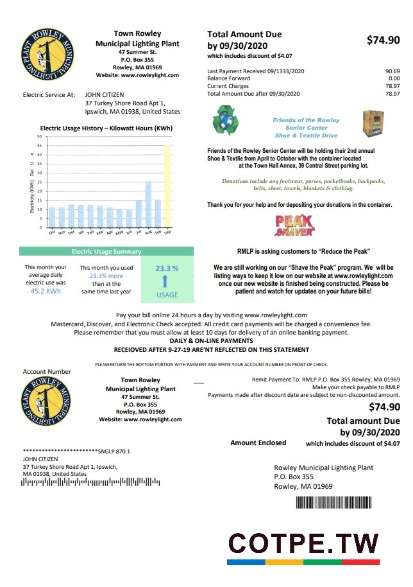 ROWLEY MUNICIPAL
LIGHTING PLANT
Town Rowley
Municipal Lighting Plant
47 Summer St.
P.O. Box 355
Rowley, MA 01969
Website: www.rowleylight.com
Total Amount Due
by 09/30/2020
which includes discount of $4.07
$74.90
Last Payment Received 09/1333/2020 90.69
Balance Forward 0.00
Current Charges 78.97
Total Amount Due after 09/30/2020 78.97
Electric Service At: JOHN CITIZEN
37 Turkey Shore Road Apt 1,
Ipswich, MA 01938, United States
Friends of the Rowley
Senior Center
Shoe & Textile Drive
Electric Usage History – Kilowatt Hours (KWh)
Friends of the Rowley Senior Center will be holding their 2nd annual
Shoe & Textile from April to October with the container located
at the Town Hall Annex, 39 Central Street parking lot.
Donations include any footwear, purses, pocketbooks, backpacks,
belts, sheet, towels, blankets & clothing
Thank you for your help and for depositing your donations in the container.
PEAK
SHAVER
Electric Usage Summary
This month your
average daily
electric use was
45.2 KWh
This month you used
23.3% more
than at the
same time last year
23.3 %
USAGE
RMLP is asking customers to "Reduce the Peak"
We are still working on our "Shave the Peak" program. We will be
listing ways to keep it low on our website at www.rowleylight.com
once our new website is finished being constructed. Please be
patient and watch for updates on your future bills!
Pay your bill online 24 hours a day by visiting www.rowleylight.com
Mastercard, Discover, and Electronic Check accepted. All credit card payments will be charged a convenience fee.
Please remember that you must allow at least 10 days for delivery of an online banking payment.
DAILY & ON-LINE PAYMENTS
RECEIOVED AFTER 9-27-19 ARE'NT REFLECTED ON THIS STATEMENT
PLEASE RETURN THE BOTTOM PORTION WITH PAYMENT AND WRITE YOUR ACCOUNT NUMBER ON FRONT OF CHECK.
Account Number
ROWLEY MUNICIPAL
LIGHTING PLANT
Town Rowley
Municipal Lighting Plant
47 Summer St.
P.O. Box 355
Rowley, MA 01969
Website: www.rowleylight.com
Remit Payment To: RMLP P.O. Box 355 Rowley, MA 01969
Make your check payable to RMLP
Payments made after discount date are subject to non-discounted amount.
$74.90
Total amount Due
by 09/30/2020
Amount Enclosed which includes discount of $4.07
************************SNGLP 870 1
JOHN CITIZEN
37 Turkey Shore Road Apt 1, Ipswich,
MA 01938, United States
Rowley Municipal Lighting Plant
P.O. Box 355
Rowley, MA 01969
COTPE.TW